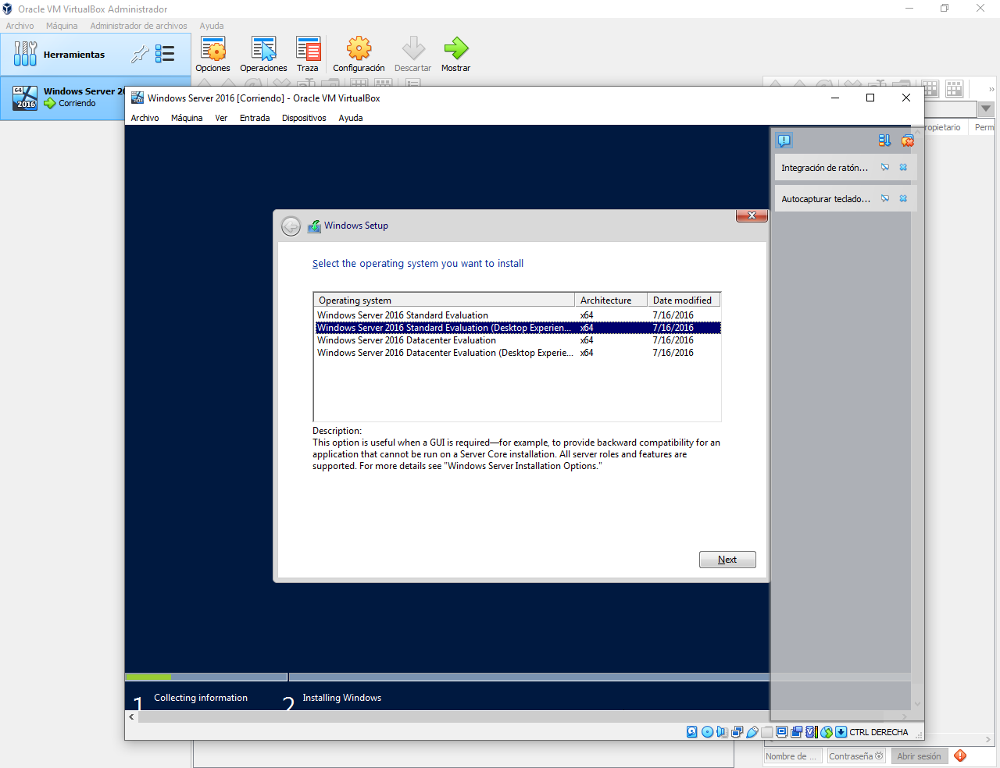 Oracle VM VirtualBox Administrador
Archivo Máquina Administrador de archivos Ayuda
Herramientas
Opciones Operaciones Traza Configuración Descartar Mostrar
64
2016
Windows Server 20
Corriendo
Windows Server 2016 [Corriendo] - Oracle VM VirtualBox
Archivo Máquina Ver Entrada Dispositivos Ayuda
ropietario Perm
Integración de ratón...
Autocapturar teclado...
Windows Setup
Select the operating system you want to install
Operating system Architecture Date modified
Windows Server 2016 Standard Evaluation x64 7/16/2016
Windows Server 2016 Standard Evaluation (Desktop Experien... x64 7/16/2016
Windows Server 2016 Datacenter Evaluation x64 7/16/2016
Windows Server 2016 Datacenter Evaluation (Desktop Experie... x64 7/16/2016
Description:
This option is useful when a GUI is required—for example, to provide backward compatibility for an
application that cannot be run on a Server Core installation. All server roles and features are
supported. For more details see "Windows Server Installation Options."
Next
1 Collecting information 2 Installing Windows
CTRL DERECHA
Nombre de ... Contraseña Abrir sesión